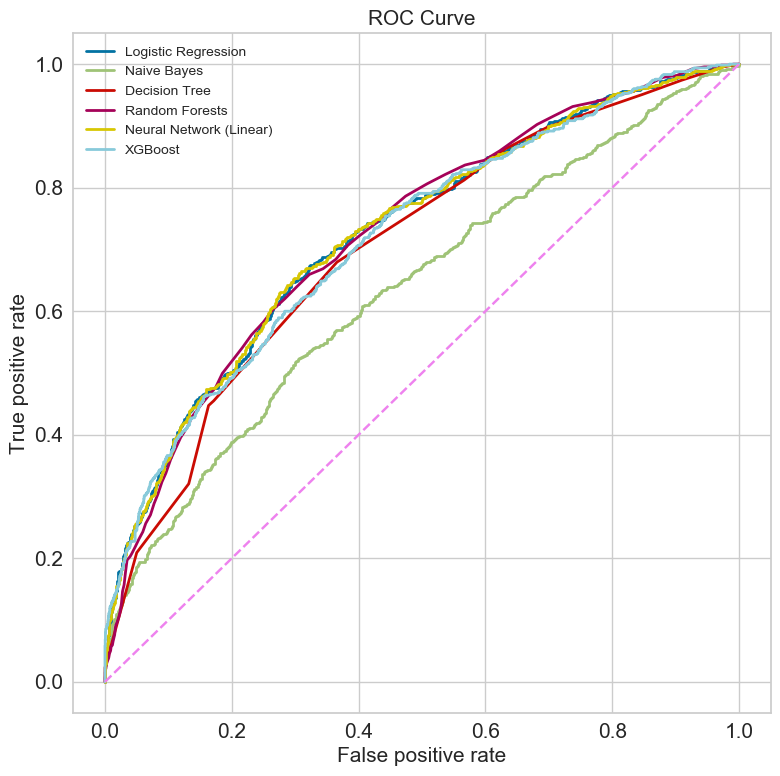 ROC Curve
Logistic Regression
Naive Bayes
Decision Tree
Random Forests
Neural Network (Linear)
XGBoost
True positive rate
1.0
0.8
0.6
0.4
0.2
0.0
0.0 0.2 0.4 0.6 0.8 1.0
False positive rate